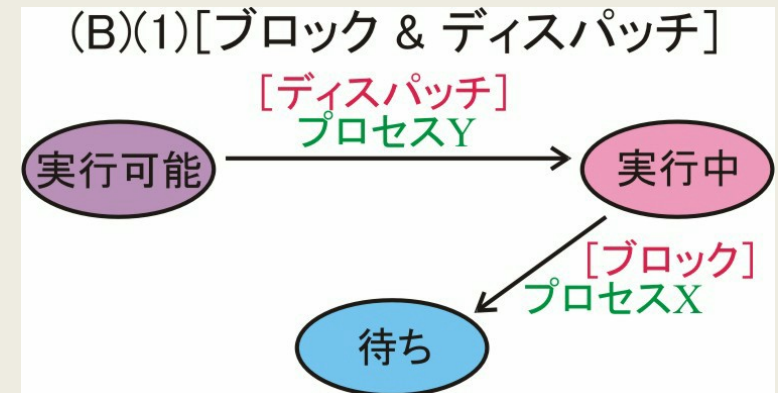 (B)(1)[ブロック & ディスパッチ]
[ディスパッチ]
プロセスY
実行可能
実行中
[ブロック]
プロセスX
待ち